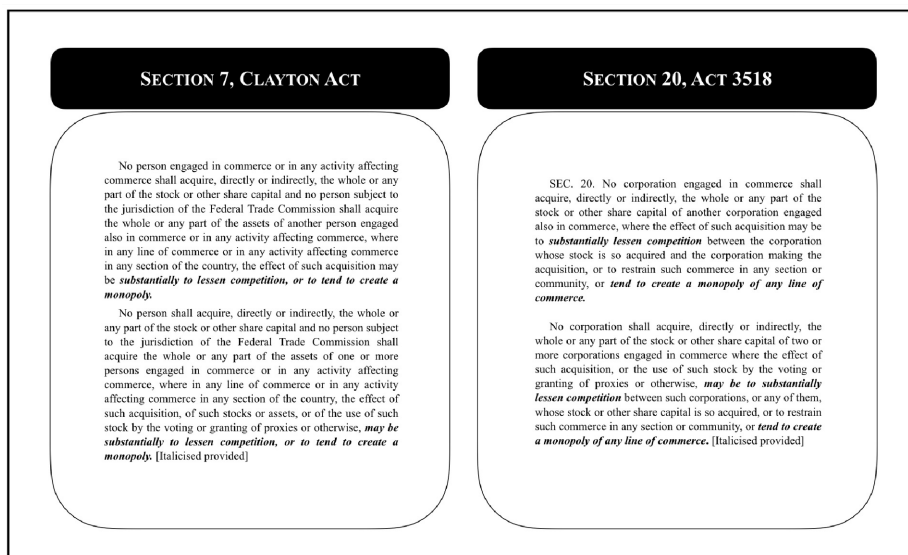 SECTION 7, CLAYTON ACT
No person engaged in commerce or in any activity affecting
commerce shall acquire, directly or indirectly, the whole or any
part of the stock or other share capital and no person subject to
the jurisdiction of the Federal Trade Commission shall acquire
the whole or any part of the assets of another person engaged
also in commerce or in any activity affecting commerce, where
in any line of commerce or in any activity affecting commerce
in any section of the country, the effect of such acquisition may
be substantially to lessen competition, or to tend to create a
monopoly.
No person shall acquire, directly or indirectly, the whole or
any part of the stock or other share capital and no person subject
to the jurisdiction of the Federal Trade Commission shall
acquire the whole or any part of the assets of one or more
persons engaged in commerce or in any activity affecting
commerce, where in any line of commerce or in any activity
affecting commerce in any section of the country, the effect of
such acquisition, of such stocks or assets, or of the use of such
stock by the voting or granting of proxies or otherwise, may be
substantially to lessen competition, or to tend to create a
monopoly. [Italicised provided]
SECTION 20, ACT 3518
SEC. 20. No corporation engaged in commerce shall
acquire, directly or indirectly, the whole or any part of the
stock or other share capital of another corporation engaged
also in commerce, where the effect of such acquisition may be
to substantially lessen competition between the corporation
whose stock is so acquired and the corporation making the
acquisition, or to restrain such commerce in any section or
community, or tend to create a monopoly of any line of
commerce.
No corporation shall acquire, directly or indirectly, the
whole or any part of the stock or other share capital of two or
more corporations engaged in commerce where the effect of
such acquisition, or the use of such stock by the voting or
granting of proxies or otherwise, may be to substantially
lessen competition between such corporations, or any of them,
whose stock or other share capital is so acquired, or to restrain
such commerce in any section or community, or tend to create
a monopoly of any line of commerce. [Italicised provided]